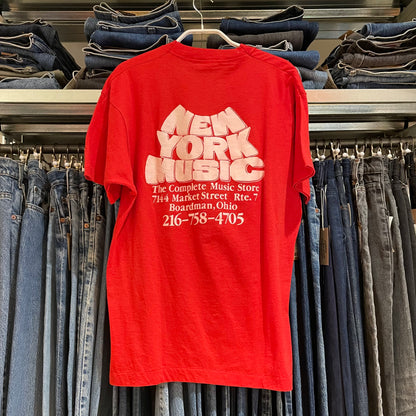 NEW
YORK
MUSIC
The Complete Music Store
7144 Market Street Rte. 7
Boardman, Ohio
216-758-4705